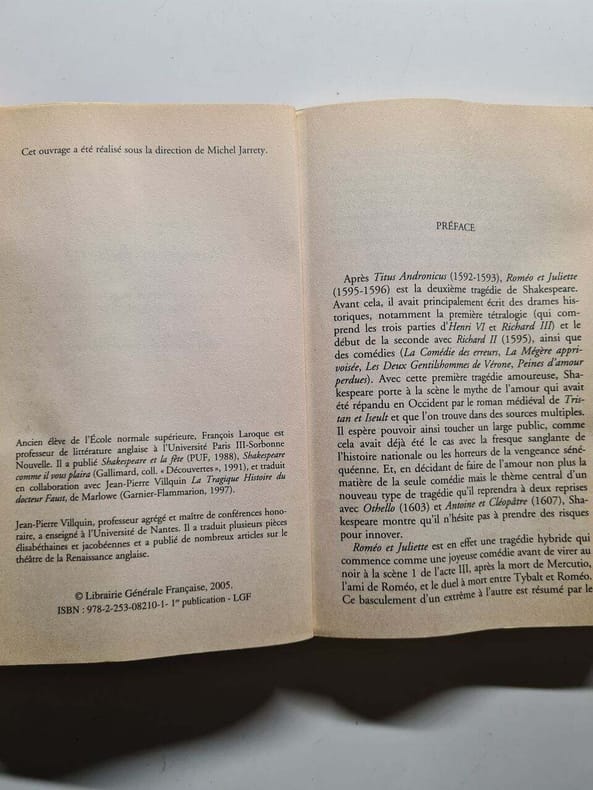 Cet ouvrage a été réalisé sous la direction de Michel Jarrety.
Ancien élève de l'École normale supérieure, François Laroque est
professeur de littérature anglaise à l'Université Paris III-Sorbonne
Nouvelle. Il a publié Shakespeare et la fête (PUF, 1988), Shakespeare
comme il vous plaira (Gallimard, coll. « Découvertes », 1991), et traduit
en collaboration avec Jean-Pierre Villquin La Tragique Histoire du
docteur Faust, de Marlowe (Garnier-Flammarion, 1997).
Jean-Pierre Villquin, professeur agrégé et maître de conférences hono-
raire, a enseigné à l'Université de Nantes. Il a traduit plusieurs pièces
élisabéthaines et jacobéennes et a publié de nombreux articles sur le
théâtre de la Renaissance anglaise.
© Librairie Générale Française, 2005.
ISBN : 978-2-253-08210-1- 1re publication - LGF
PRÉFACE
Après Titus Andronicus (1592-1593), Roméo et Juliette
(1595-1596) est la deuxième tragédie de Shakespeare.
Avant cela, il avait principalement écrit des drames his-
toriques, notamment la première tétralogie (qui com-
prend les trois parties d'Henri VI et Richard III) et le
début de la seconde avec Richard II (1595), ainsi que
des comédies (La Comédie des erreurs, La Mégère appri-
voisée, Les Deux Gentilshommes de Vérone, Peines d'amour
perdues). Avec cette première tragédie amoureuse, Sha-
kespeare porte à la scène le mythe de l'amour qui avait
été répandu en Occident par le roman médiéval de Tris-
tan et Iseult et que l'on trouve dans des sources multiples.
Il espère pouvoir ainsi toucher un large public, comme
cela avait déjà été le cas avec la fresque sanglante de
l'histoire nationale ou les horreurs de la vengeance séné-
quéenne. Et, en décidant de faire de l'amour non plus la
matière de la seule comédie mais le thème central d'un
nouveau type de tragédie qu'il reprendra à deux reprises
avec Othello (1603) et Antoine et Cléopâtre (1607), Sha-
kespeare montre qu'il n'hésite pas à prendre des risques
pour innover.
Roméo et Juliette est en effet une tragédie hybride qui
commence comme une joyeuse comédie avant de virer au
noir à la scène 1 de l'acte III, après la mort de Mercutio,
l'ami de Roméo, et le duel à mort entre Tybalt et Roméo.
Ce basculement d'un extrême à l'autre est résumé par le